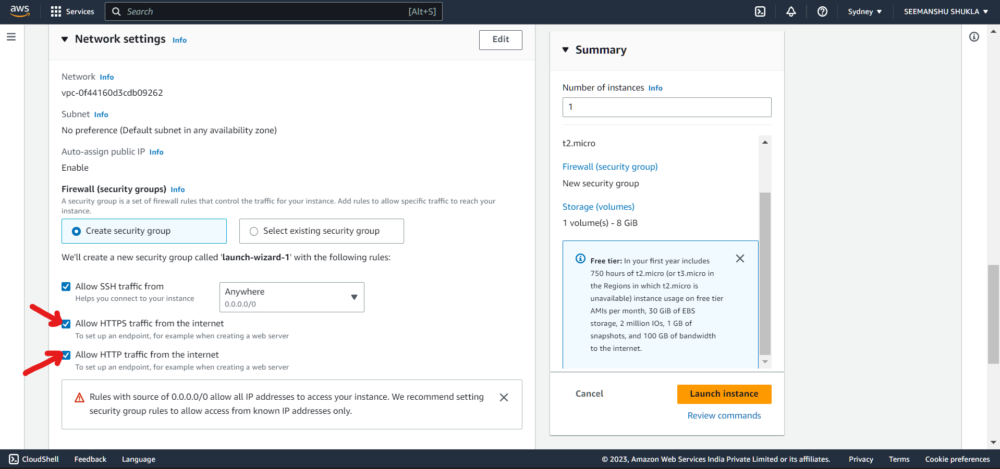 aws
Services
Search [Alt+S]
Sydney
SEEMANSHU SHUKLA
Network settings Info
Edit
Network Info
vpc-0f44160d3cdb09262
Subnet Info
No preference (Default subnet in any availability zone)
Auto-assign public IP Info
Enable
Firewall (security groups) Info
A security group is a set of firewall rules that control the traffic for your instance. Add rules to allow specific traffic to reach your
instance.
Create security group
Select existing security group
We'll create a new security group called 'launch-wizard-1' with the following rules:
Allow SSH traffic from
Helps you connect to your instance
Anywhere
0.0.0.0/0
Allow HTTPS traffic from the internet
To set up an endpoint, for example when creating a web server
Allow HTTP traffic from the internet
To set up an endpoint, for example when creating a web server
Rules with source of 0.0.0.0/0 allow all IP addresses to access your instance. We recommend setting
security group rules to allow access from known IP addresses only.
Summary
Number of instances Info
1
t2.micro
Firewall (security group)
New security group
Storage (volumes)
1 volume(s) - 8 GiB
Free tier: In your first year includes
750 hours of t2.micro (or t3.micro in
the Regions in which t2.micro is
unavailable) instance usage on free tier
AMIs per month, 30 GiB of EBS
storage, 2 million IOs, 1 GB of
snapshots, and 100 GB of bandwidth
to the internet.
Cancel
Launch instance
Review commands
CloudShell
Feedback
Language
© 2023, Amazon Web Services India Private Limited or its affiliates.
Privacy
Terms
Cookie preferences